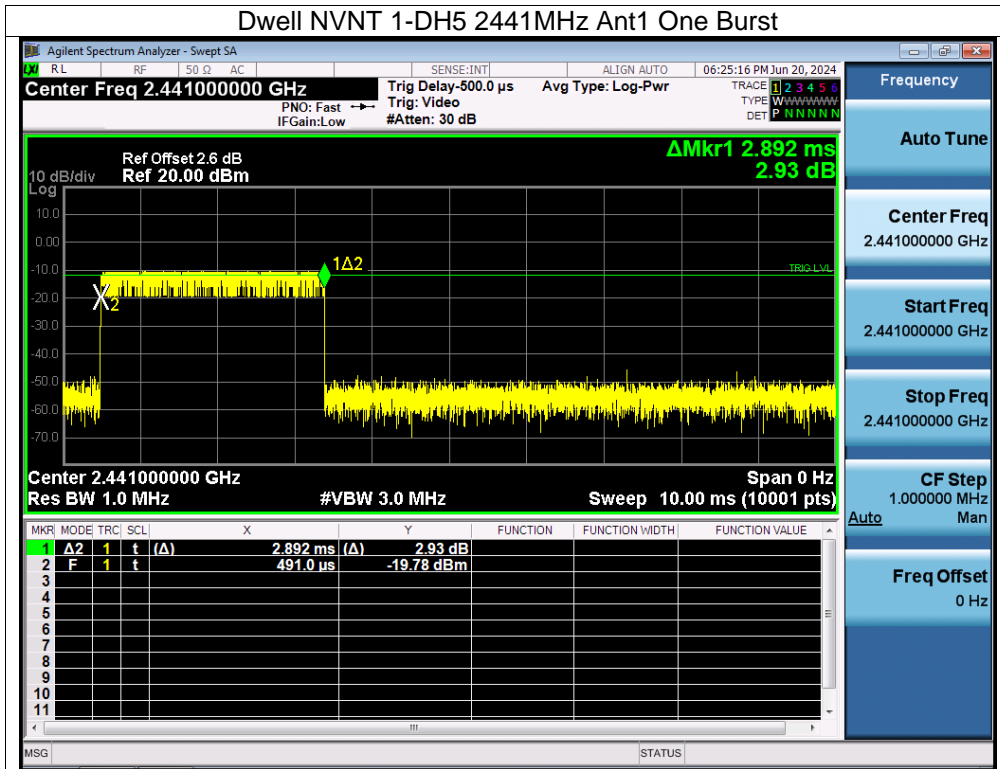 Dwell NVNT 1-DH5 2441MHz Ant1 One Burst
Agilent Spectrum Analyzer - Swept SA
LXI RL RF 50 Ω AC SENSE:INT ALIGN AUTO 06:25:16 PM Jun 20, 2024
Center Freq 2.441000000 GHz
PNO: Fast
IFGain:Low
Trig Delay-500.0 µs
Trig: Video
#Atten: 30 dB
Avg Type: Log-Pwr
TRACE 1 2 3 4 5 6
TYPE WWWWWW
DET P N N N N N
Frequency
Auto Tune
Center Freq
2.441000000 GHz
Start Freq
2.441000000 GHz
Stop Freq
2.441000000 GHz
CF Step
1.000000 MHz
Auto Man
Freq Offset
0 Hz
ΔMkr1 2.892 ms
2.93 dB
Ref Offset 2.6 dB
10 dB/div Ref 20.00 dBm
Log
10.0
0.00
-10.0
-20.0
-30.0
-40.0
-50.0
-60.0
-70.0
1Δ2
TRIG LVL
X2
Center 2.441000000 GHz Span 0 Hz
Res BW 1.0 MHz #VBW 3.0 MHz Sweep 10.00 ms (10001 pts)
MKR MODE TRC SCL X Y FUNCTION FUNCTION WIDTH FUNCTION VALUE
1 Δ2 1 t (Δ) 2.892 ms (Δ) 2.93 dB
2 F 1 t 491.0 µs -19.78 dBm
3
4
5
6
7
8
9
10
11
MSG STATUS